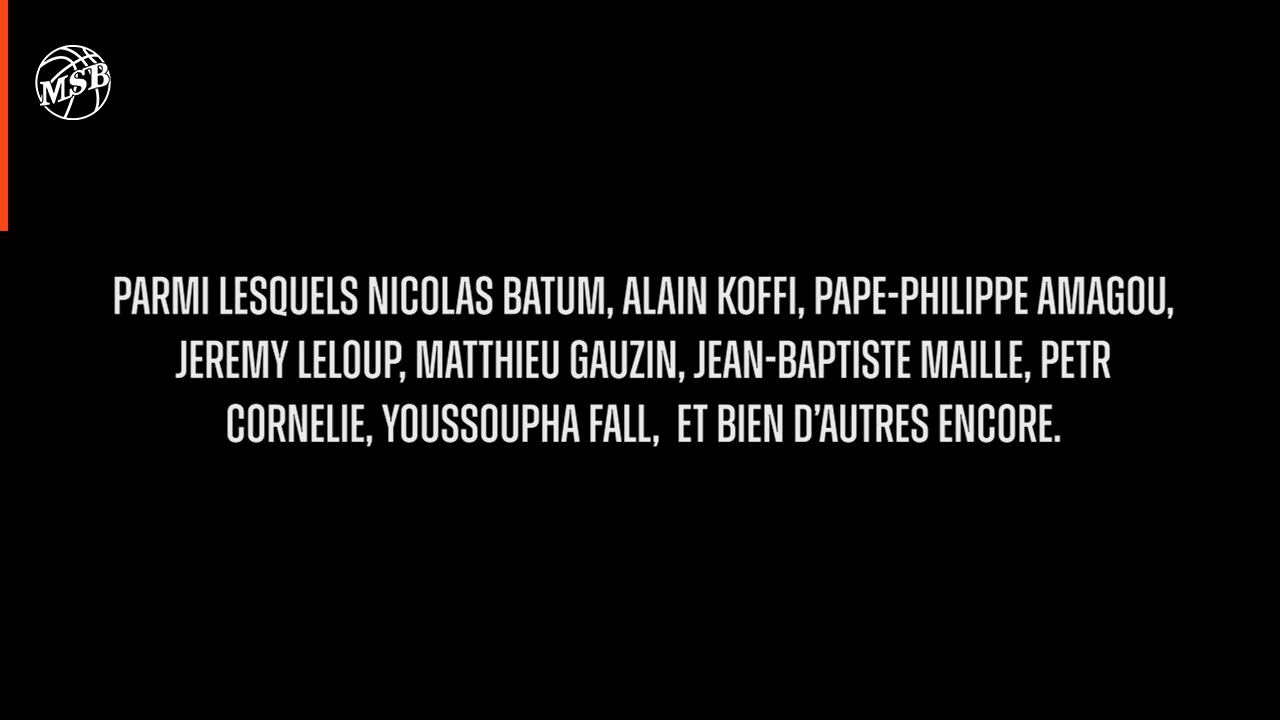 MSB
PARMI LESQUELS NICOLAS BATUM, ALAIN KOFFI, PAPE-PHILIPPE AMAGOU,
JEREMY LELOUP, MATTHIEU GAUZIN, JEAN-BAPTISTE MAILLE, PETR
CORNELIE, YOUSSOUPHA FALL,  ET BIEN D’AUTRES ENCORE.